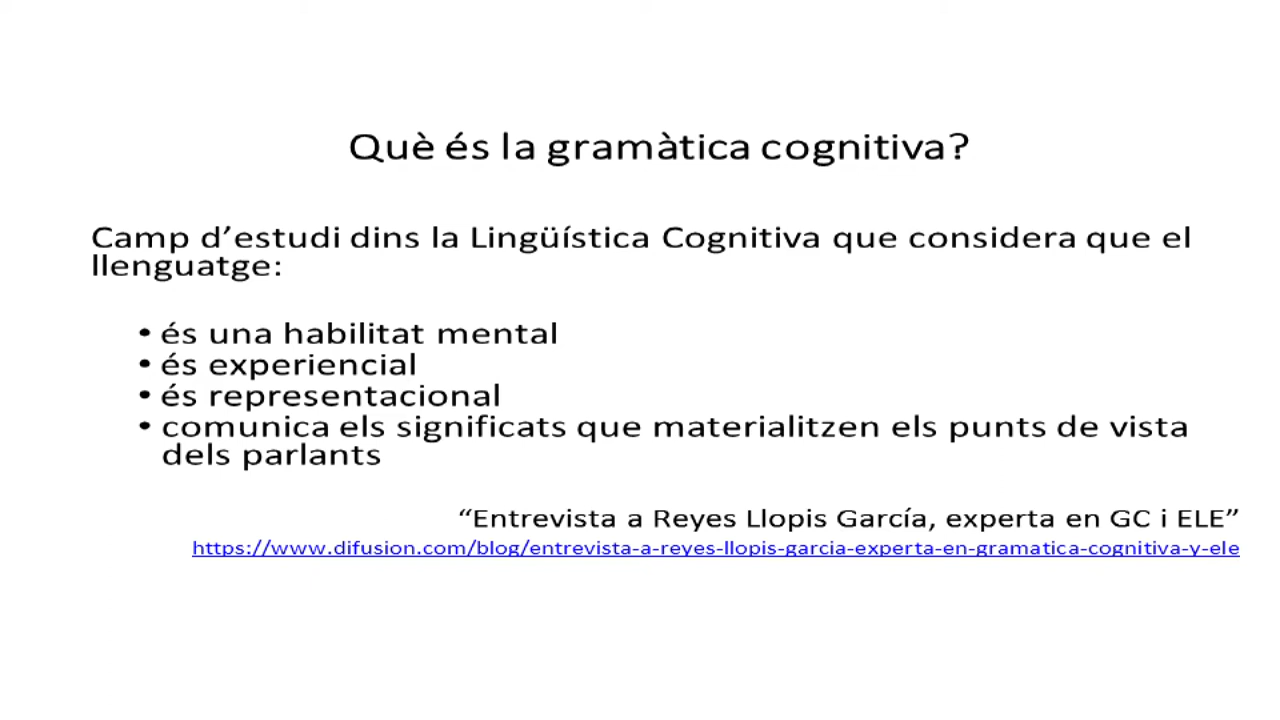 Què és la gramàtica cognitiva?
Camp d’estudi dins la Lingüística Cognitiva que considera que el
llenguatge:
• és una habilitat mental
• és experiencial
• és representacional
• comunica els significats que materialitzen els punts de vista
dels parlants
“Entrevista a Reyes Llopis García, experta en GC i ELE”
https://www.difusion.com/blog/entrevista-a-reyes-llopis-garcia-experta-en-gramatica-cognitiva-y-ele